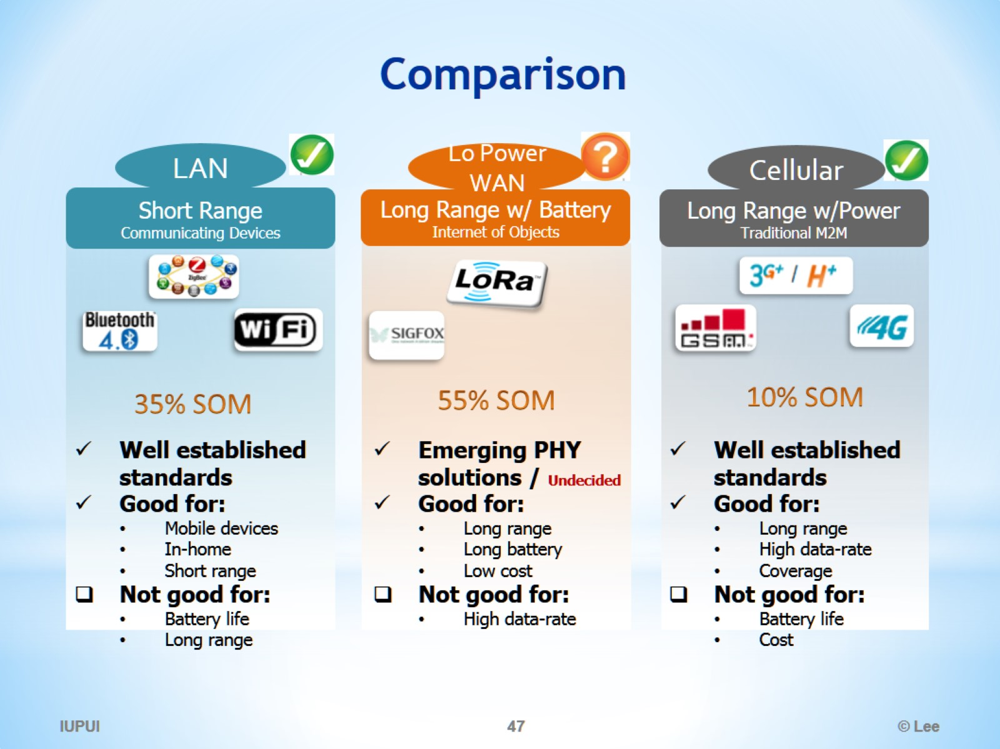 Comparison
LAN
Short Range
Communicating Devices
ZigBee
Bluetooth
4.0
Wi Fi
35% SOM
✓ Well established
standards
✓ Good for:
• Mobile devices
• In-home
• Short range
❑ Not good for:
• Battery life
• Long range
?
Lo Power
WAN
Long Range w/ Battery
Internet of Objects
LoRa™
SIGFOX
55% SOM
✓ Emerging PHY
solutions / Undecided
✓ Good for:
• Long range
• Long battery
• Low cost
❑ Not good for:
• High data-rate
Cellular
Long Range w/Power
Traditional M2M
3G+ / H+
GSM
4G
10% SOM
✓ Well established
standards
✓ Good for:
• Long range
• High data-rate
• Coverage
❑ Not good for:
• Battery life
• Cost
IUPUI
47
© Lee